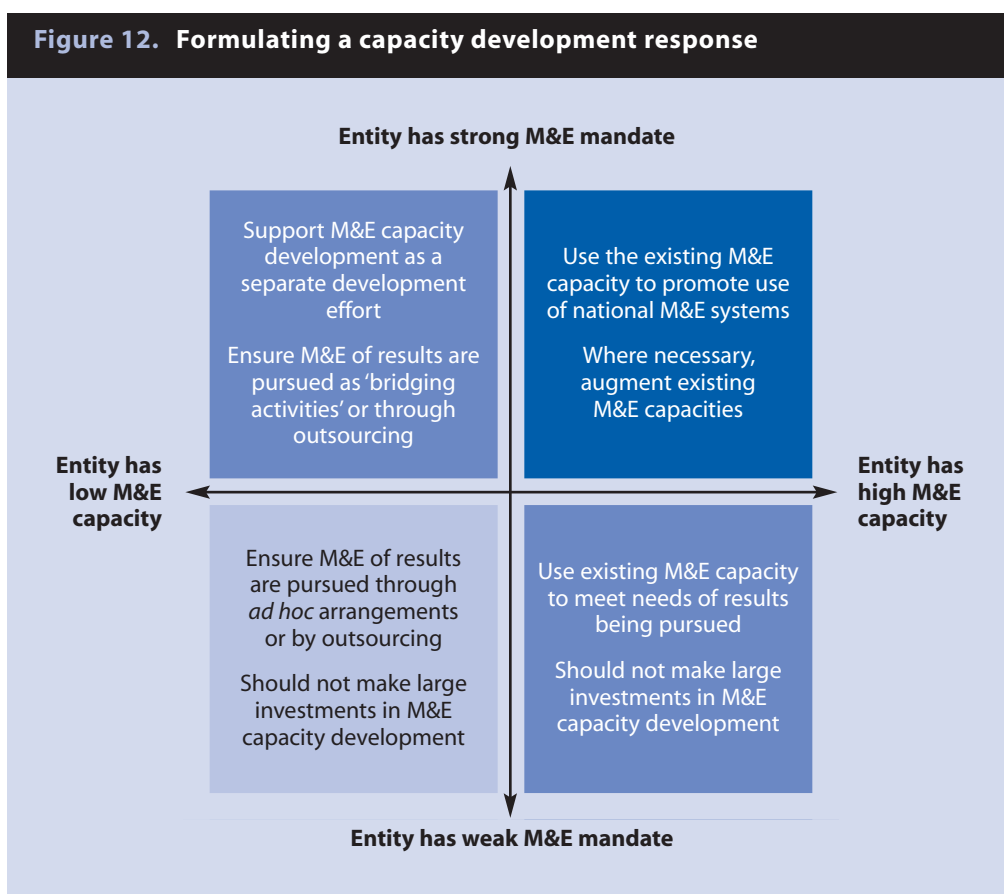 Figure 12. Formulating a capacity development response
Entity has strong M&E mandate
Support M&E capacity
development as a
separate development
effort
Ensure M&E of results are
pursued as ‘bridging
activities’ or through
outsourcing
Use the existing M&E
capacity to promote use
of national M&E systems
Where necessary,
augment existing
M&E capacities
Entity has
low M&E
capacity
Entity has
high M&E
capacity
Ensure M&E of results
are pursued through
ad hoc arrangements
or by outsourcing
Should not make large
investments in M&E
capacity development
Use existing M&E capacity
to meet needs of results
being pursued
Should not make large
investments in M&E
capacity development
Entity has weak M&E mandate